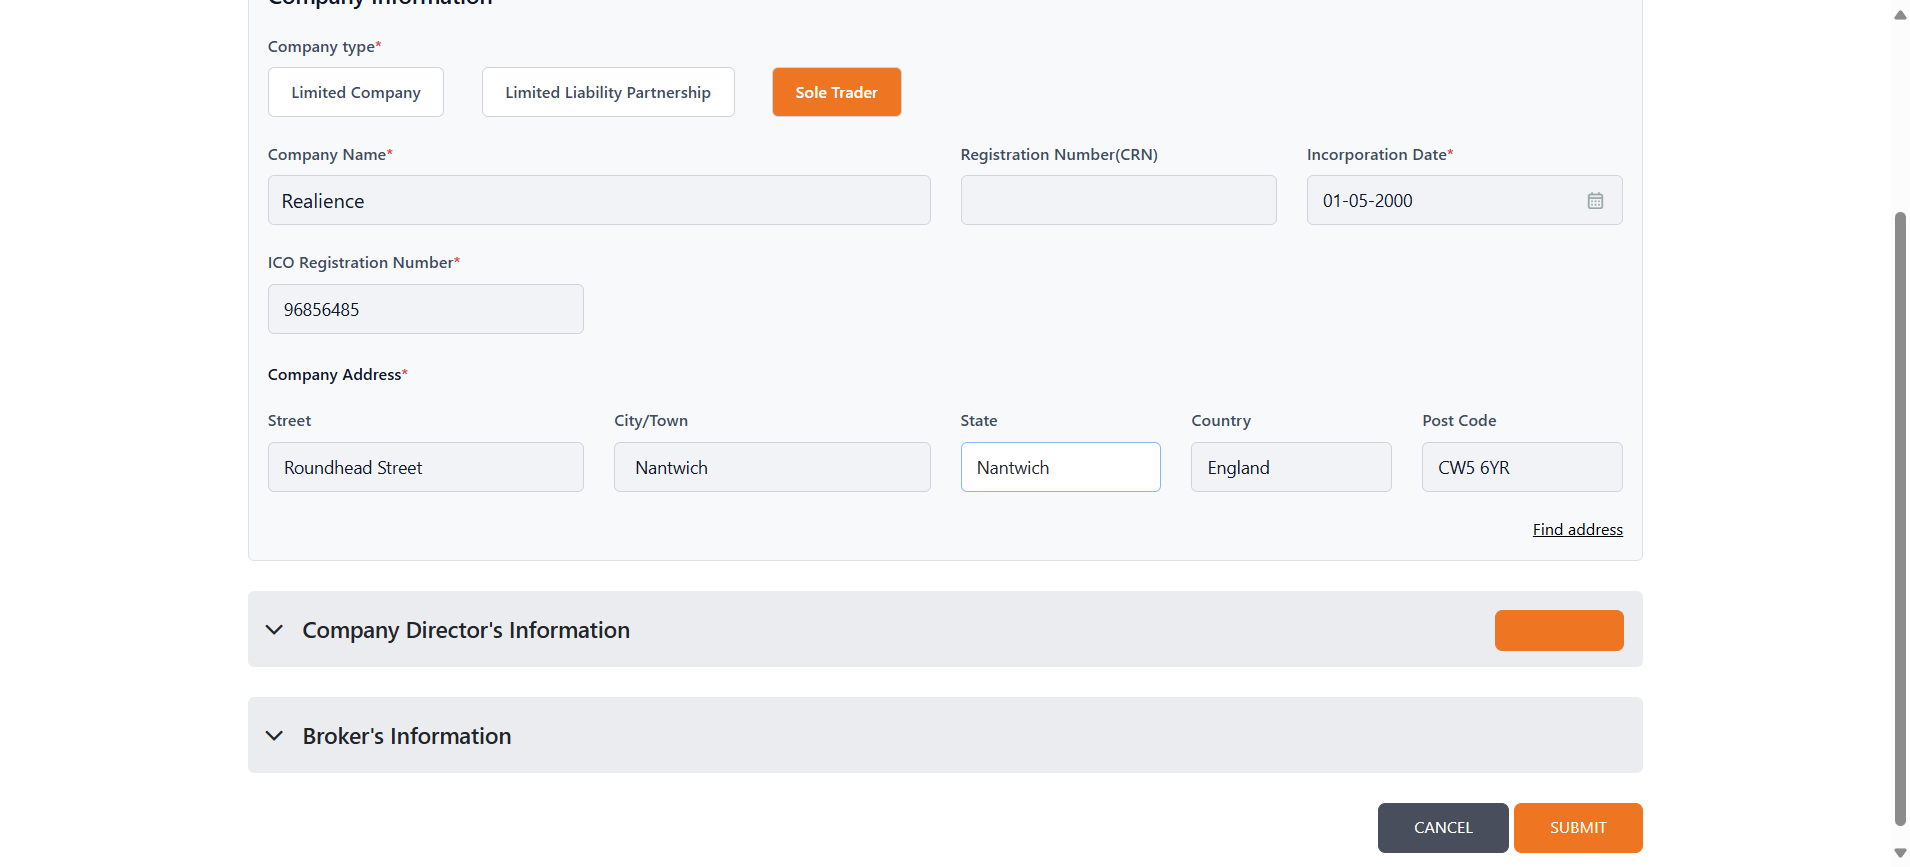 Company Information
Company type*
Limited Company
Limited Liability Partnership
Sole Trader
Company Name*
Registration Number(CRN)
Incorporation Date*
Realience
01-05-2000
ICO Registration Number*
96856485
Company Address*
Street
City/Town
State
Country
Post Code
Roundhead Street
Nantwich
Nantwich
England
CW5 6YR
Find address
Company Director's Information
Broker's Information
CANCEL
SUBMIT